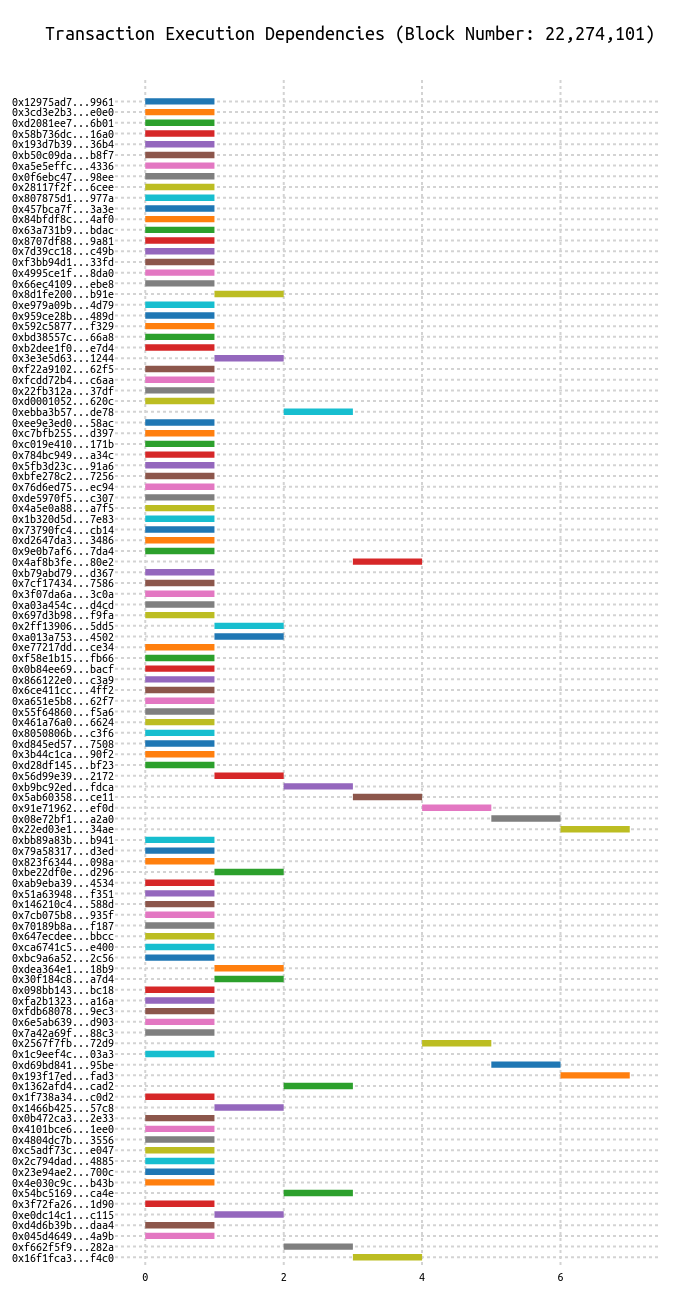 Transaction Execution Dependencies (Block Number: 22,274,101)
0x12975ad7...9961
0x3cd3e2b3...e0e0
0xd2081ee7...6b01
0x58b736dc...16a0
0x193d7b39...36b4
0xb50c09da...b8f7
0xa5e5effc...4336
0x0f6ebc47...98ee
0x28117f2f...6cee
0x807875d1...977a
0x457bca7f...3a3e
0x84bfdf8c...4af0
0x63a731b9...bdac
0x8707df88...9a81
0x7d39cc18...c49b
0xf3bb94d1...33fd
0x4995ce1f...8da0
0x66ec4109...ebe8
0x8d1fe200...b91e
0xe979a09b...4d79
0x959ce28b...489d
0x592c5877...f329
0xbd38557c...66a8
0xb2dee1f0...e7d4
0x3e3e5d63...1244
0xf22a9102...62f5
0xfcdd72b4...c6aa
0x22fb312a...37df
0xd0001052...620c
0xebba3b57...de78
0xee9e3ed0...58ac
0xc7bfb255...d397
0xc019e410...171b
0x784bc949...a34c
0x5fb3d23c...91a6
0xbfe278c2...7256
0x76d6ed75...ec94
0xde5970f5...c307
0x4a5e0a88...a7f5
0x1b320d5d...7e83
0x73790fc4...cb14
0xd2647da3...3486
0x9e0b7af6...7da4
0x4af8b3fe...80e2
0xb79abd79...d367
0x7cf17434...7586
0x3f07da6a...3c0a
0xa03a454c...d4cd
0x697d3b98...f9fa
0x2ff13906...5dd5
0xa013a753...4502
0xe77217dd...ce34
0xf58e1b15...fb66
0x0b84ee69...bacf
0x866122e0...c3a9
0x6ce411cc...4ff2
0xa651e5b8...62f7
0x55f64860...f5a6
0x461a76a0...6624
0x8050806b...c3f6
0xd845ed57...7508
0x3b44c1ca...90f2
0xd28df145...bf23
0x56d99e39...2172
0xb9bc92ed...fdca
0x5ab60358...ce11
0x91e71962...ef0d
0x08e72bf1...a2a0
0x22ed03e1...34ae
0xbb89a83b...b941
0x79a58317...d3ed
0x823f6344...098a
0xbe22df0e...d296
0xab9eba39...4534
0x51a63948...f351
0x146210c4...588d
0x7cb075b8...935f
0x70189b8a...f187
0x647ecdee...bbcc
0xca6741c5...e400
0xbc9a6a52...2c56
0xdea364e1...18b9
0x30f184c8...a7d4
0x098bb143...bc18
0xfa2b1323...a16a
0xfdb68078...9ec3
0x6e5ab639...d903
0x7a42a69f...88c3
0x2567f7fb...72d9
0x1c9eef4c...03a3
0xd69bd841...95be
0x193f17ed...fad3
0x1362afd4...cad2
0x1f738a34...c0d2
0x1466b425...57c8
0x0b472ca3...2e33
0x4101bce6...1ee0
0x4804dc7b...3556
0xc5adf73c...e047
0x2c794dad...4885
0x23e94ae2...700c
0x4e030c9c...b43b
0x54bc5169...ca4e
0x3f72fa26...1d90
0xe0dc14c1...c115
0xd4d6b39b...daa4
0x045d4649...4a9b
0xf662f5f9...282a
0x16f1fca3...f4c0
0 2 4 6